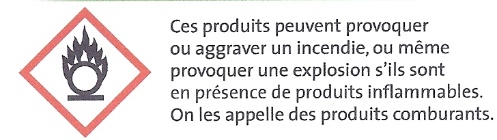 Ces produits peuvent provoquer
ou aggraver un incendie, ou même
provoquer une explosion s’ils sont
en présence de produits inflammables.
On les appelle des produits comburants.